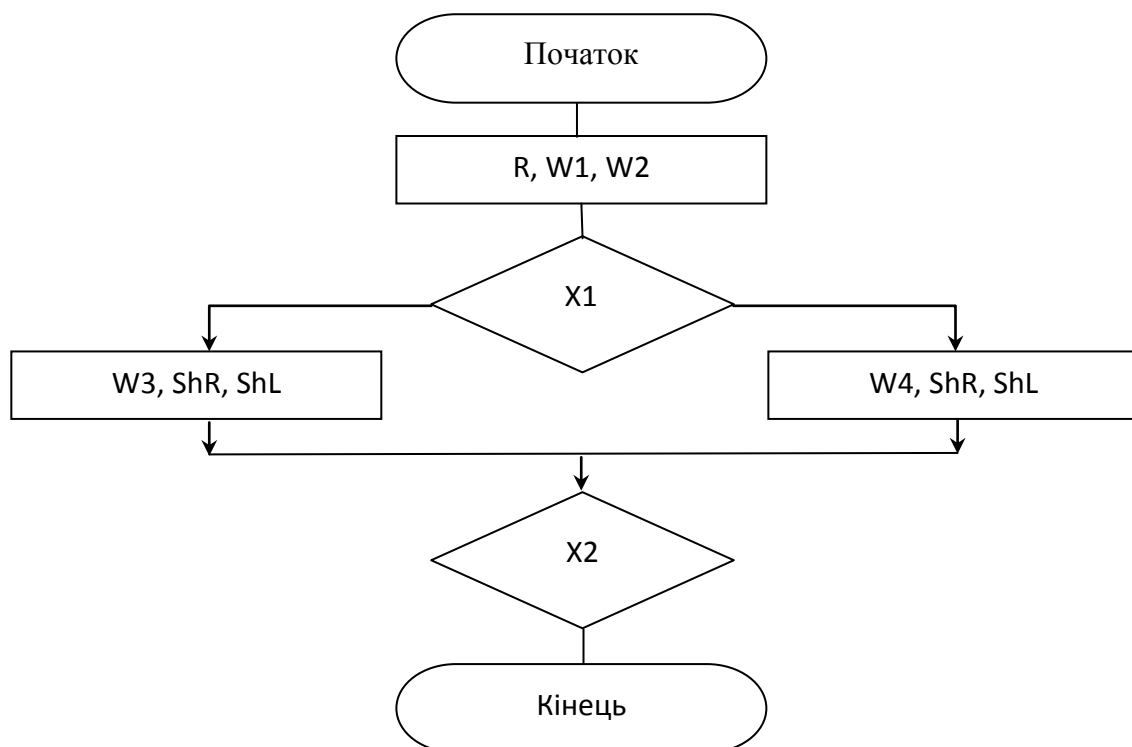 Початок
R, W1, W2
X1
W3, ShR, ShL
W4, ShR, ShL
X2
Кінець